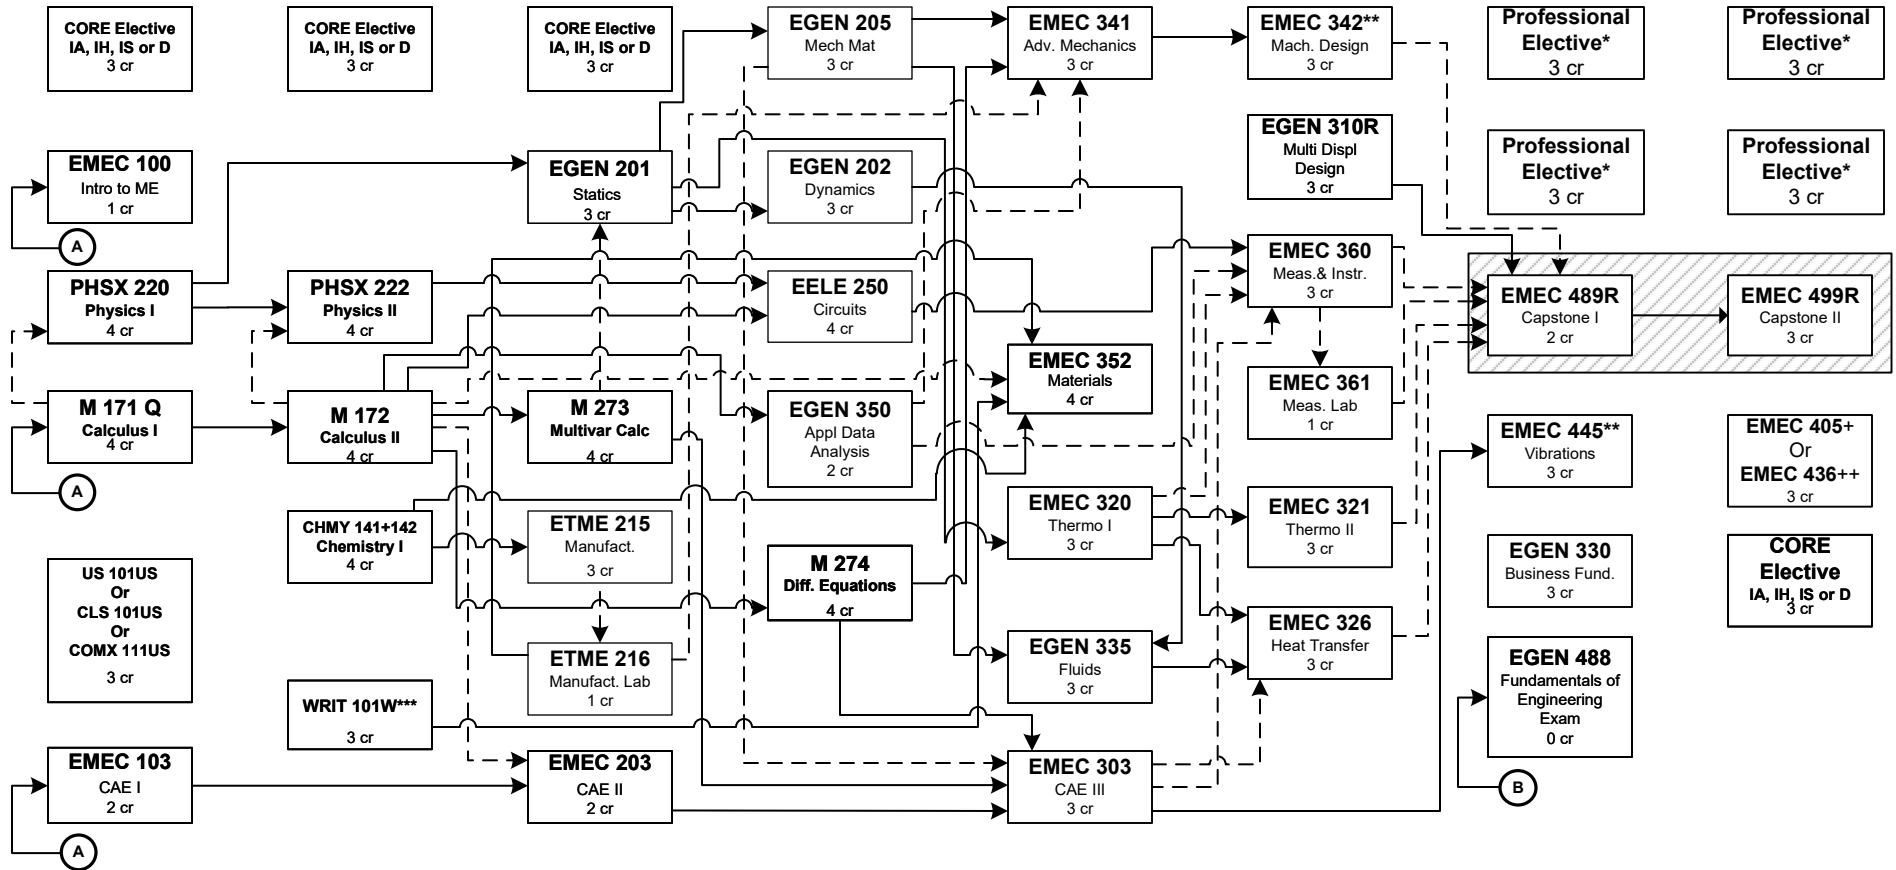 CORE Elective
IA, IH, IS or D
3 cr
EMEC 100
Intro to ME
1 cr
A
PHSX 220
Physics I
4 cr
M 171 Q
Calculus I
4 cr
A
US 101US
Or
CLS 101US
Or
COMX 111US
3 cr
EMEC 103
CAE I
2 cr
A
CORE Elective
IA, IH, IS or D
3 cr
PHSX 222
Physics II
4 cr
M 172
Calculus II
4 cr
CHMY 141+142
Chemistry I
4 cr
WRIT 101W***
3 cr
CORE Elective
IA, IH, IS or D
3 cr
EGEN 201
Statics
3 cr
M 273
Multivar Calc
4 cr
ETME 215
Manufact.
3 cr
ETME 216
Manufact. Lab
1 cr
EMEC 203
CAE II
2 cr
EGEN 205
Mech Mat
3 cr
EGEN 202
Dynamics
3 cr
EELE 250
Circuits
4 cr
EGEN 350
Appl Data
Analysis
2 cr
M 274
Diff. Equations
4 cr
EMEC 341
Adv. Mechanics
3 cr
EMEC 352
Materials
4 cr
EMEC 320
Thermo I
3 cr
EGEN 335
Fluids
3 cr
EMEC 303
CAE III
3 cr
EMEC 342**
Mach. Design
3 cr
EGEN 310R
Multi Displ
Design
3 cr
EMEC 360
Meas.& Instr.
3 cr
EMEC 361
Meas. Lab
1 cr
EMEC 321
Thermo II
3 cr
EMEC 326
Heat Transfer
3 cr
Professional
Elective*
3 cr
Professional
Elective*
3 cr
EMEC 489R
Capstone I
2 cr
EMEC 445**
Vibrations
3 cr
EGEN 330
Business Fund.
3 cr
EGEN 488
Fundamentals of
Engineering
Exam
0 cr
B
Professional
Elective*
3 cr
Professional
Elective*
3 cr
EMEC 499R
Capstone II
3 cr
EMEC 405+
Or
EMEC 436++
3 cr
CORE
Elective
IA, IH, IS or D
3 cr